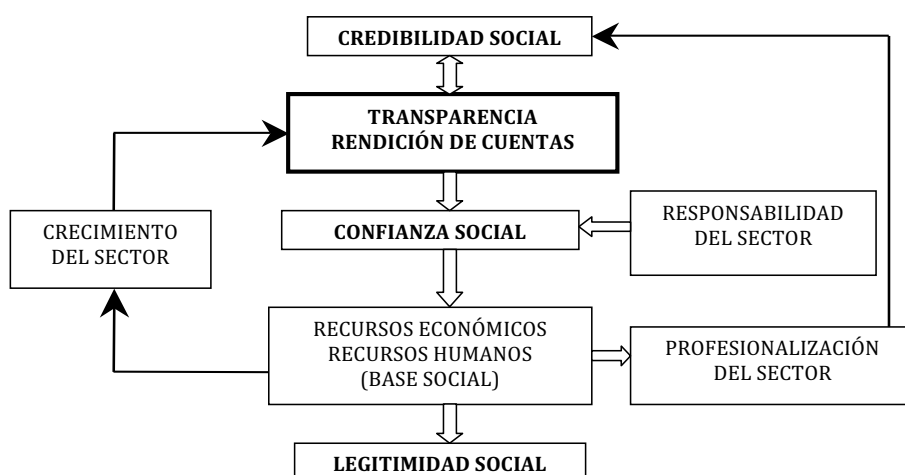 CREDIBILIDAD SOCIAL
TRANSPARENCIA
RENDICIÓN DE CUENTAS
CRECIMIENTO
DEL SECTOR
CONFIANZA SOCIAL
RESPONSABILIDAD
DEL SECTOR
RECURSOS ECONÓMICOS
RECURSOS HUMANOS
(BASE SOCIAL)
PROFESIONALIZACIÓN
DEL SECTOR
LEGITIMIDAD SOCIAL